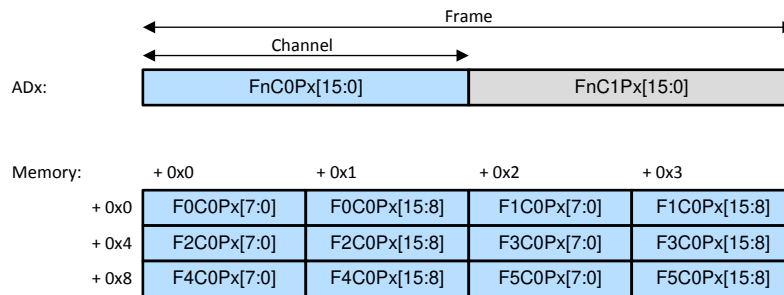 Frame
Channel
ADx: FnC0Px[15:0] FnC1Px[15:0]
Memory: + 0x0 + 0x1 + 0x2 + 0x3
+ 0x0 F0C0Px[7:0] F0C0Px[15:8] F1C0Px[7:0] F1C0Px[15:8]
+ 0x4 F2C0Px[7:0] F2C0Px[15:8] F3C0Px[7:0] F3C0Px[15:8]
+ 0x8 F4C0Px[7:0] F4C0Px[15:8] F5C0Px[7:0] F5C0Px[15:8]